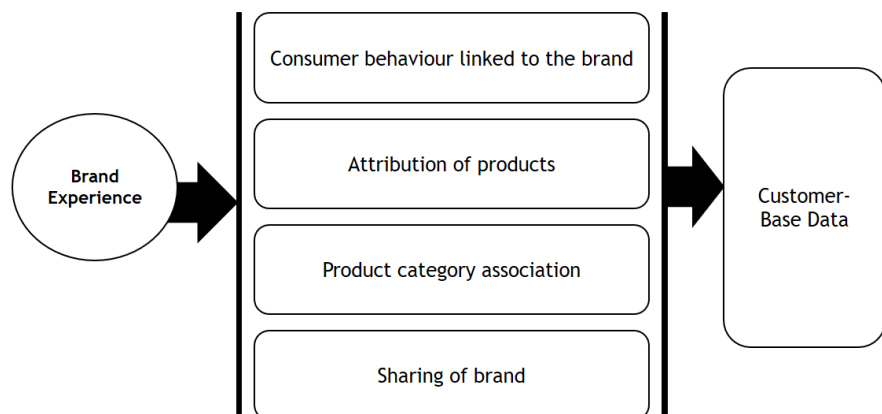 Consumer behaviour linked to the brand
Brand
Experience
Attribution of products
Customer-
Base Data
Product category association
Sharing of brand